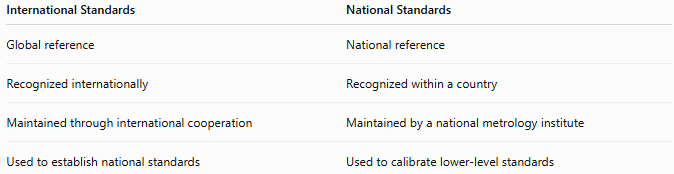 International Standards National Standards
Global reference National reference
Recognized internationally Recognized within a country
Maintained through international cooperation Maintained by a national metrology institute
Used to establish national standards Used to calibrate lower-level standards